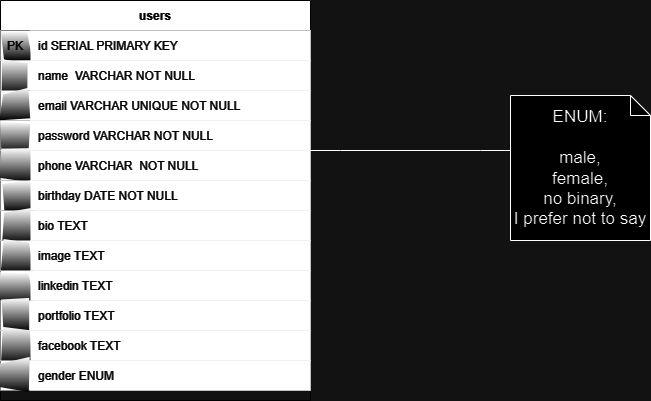 users
PK id SERIAL PRIMARY KEY
name VARCHAR NOT NULL
email VARCHAR UNIQUE NOT NULL
password VARCHAR NOT NULL
phone VARCHAR NOT NULL
birthday DATE NOT NULL
bio TEXT
image TEXT
linkedin TEXT
portfolio TEXT
facebook TEXT
gender ENUM
ENUM:
male,
female,
no binary,
I prefer not to say